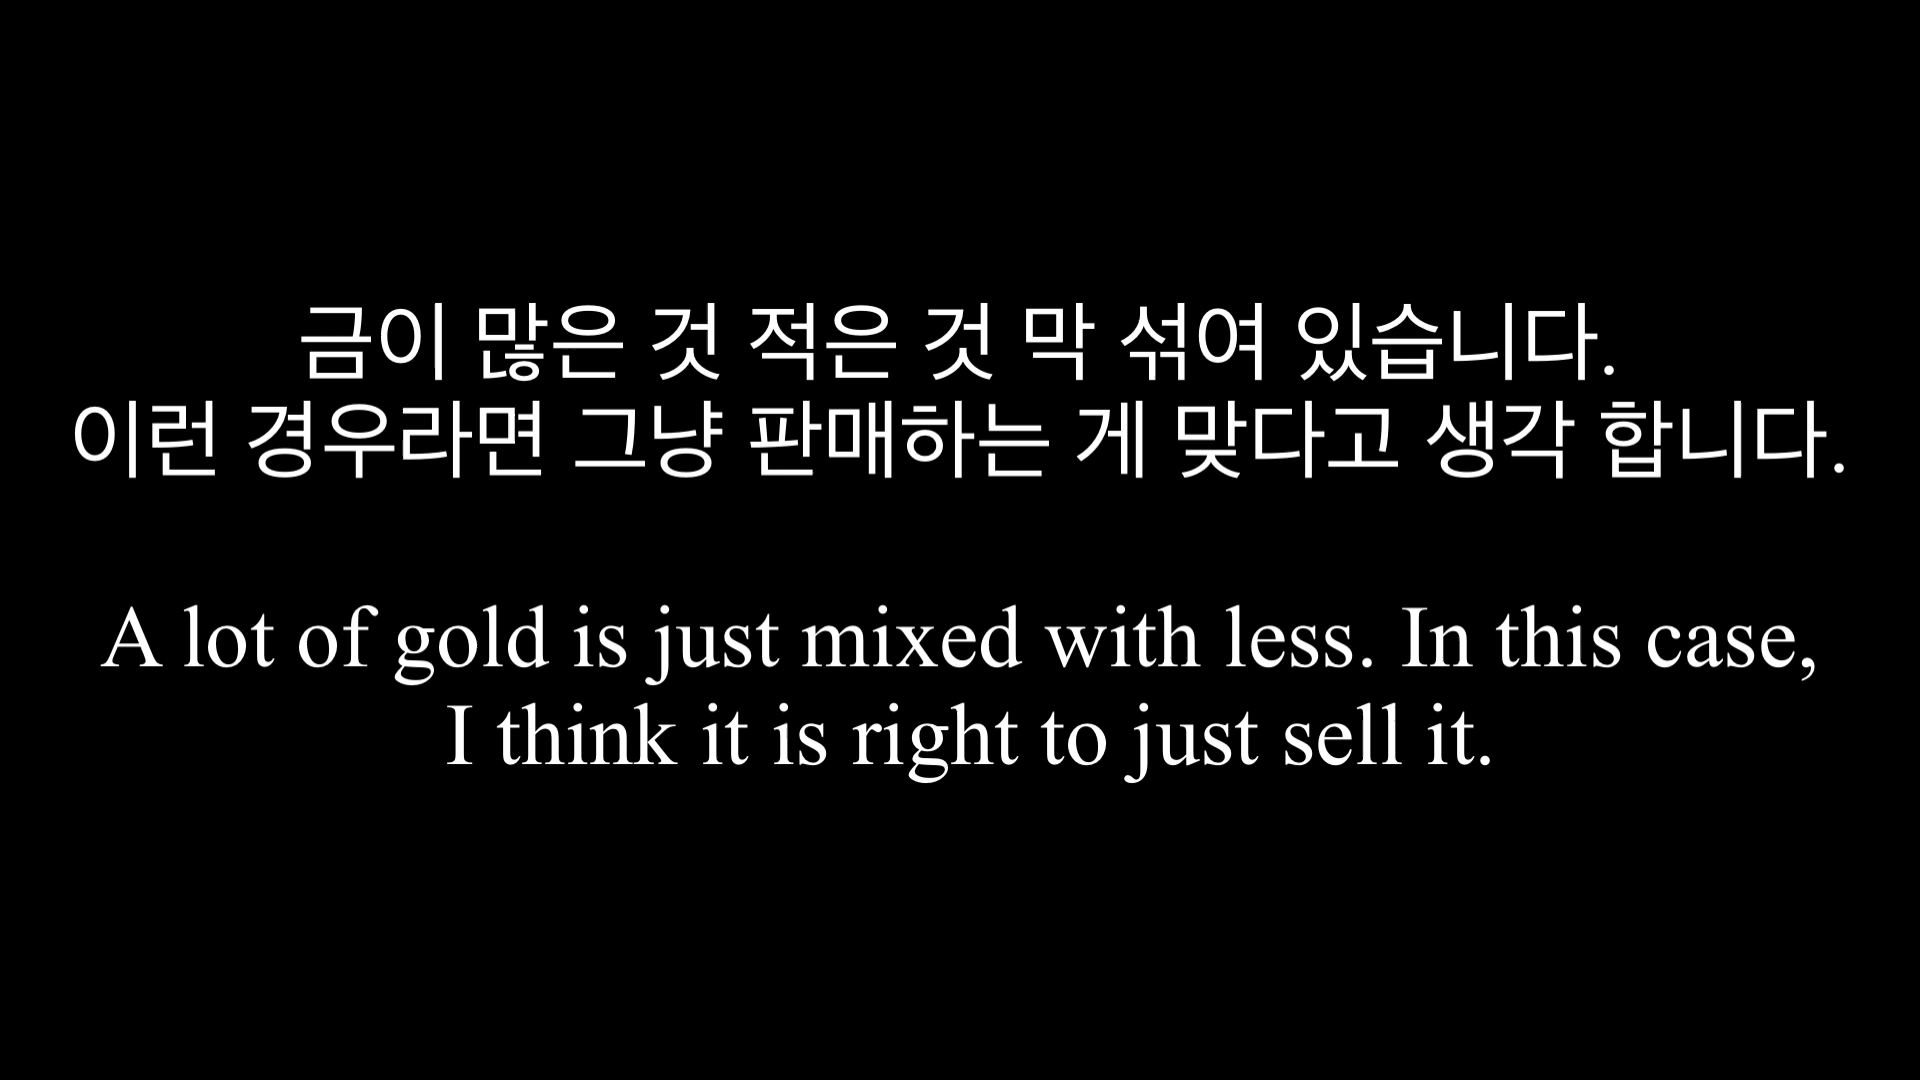 금이 많은 것 적은 것 막 섞여 있습니다.
이런 경우라면 그냥 판매하는 게 맞다고 생각 합니다.
A lot of gold is just mixed with less. In this case,
I think it is right to just sell it.